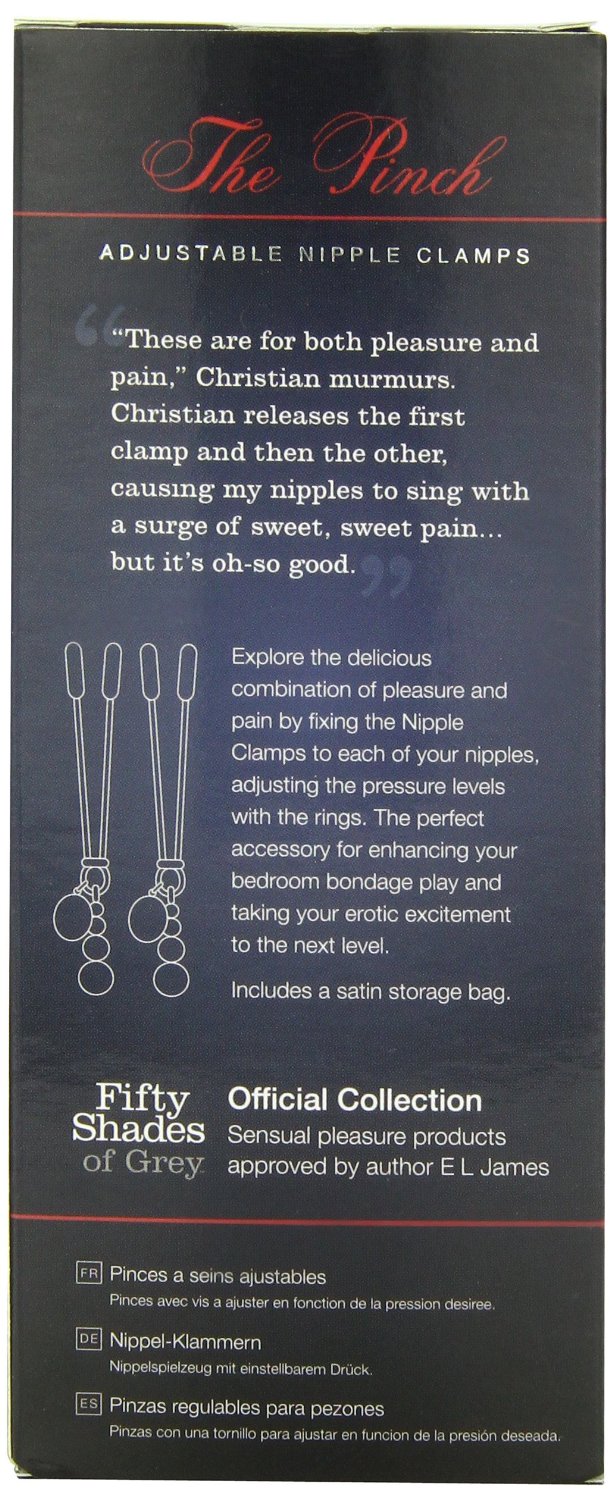 The Pinch
ADJUSTABLE NIPPLE CLAMPS
“These are for both pleasure and
pain,” Christian murmurs.
Christian releases the first
clamp and then the other,
causing my nipples to sing with
a surge of sweet, sweet pain...
but it’s oh-so good.
Explore the delicious
combination of pleasure and
pain by fixing the Nipple
Clamps to each of your nipples,
adjusting the pressure levels
with the rings. The perfect
accessory for enhancing your
bedroom bondage play and
taking your erotic excitement
to the next level.
Includes a satin storage bag.
Fifty
Shades
of Grey
Official Collection
Sensual pleasure products
approved by author E L James
FR Pinces a seins ajustables
Pinces avec vis a ajuster en fonction de la pression desiree.
DE Nippel-Klammern
Nippelspielzeug mit einstellbarem Drück.
ES Pinzas regulables para pezones
Pinzas con una tornillo para ajustar en funcion de la presión deseada.